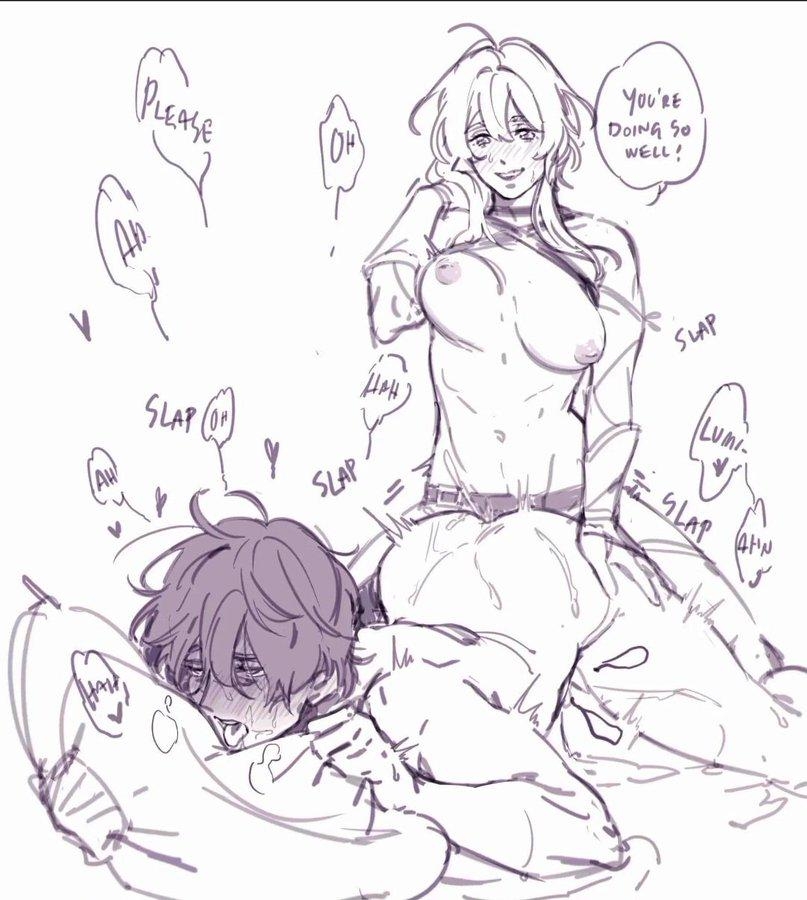 PLEASE
OH
YOU'RE
DOING SO
WELL!
AH
SLAP
HAH
SLAP
OH
SLAP
LUMI-
AH
SLAP
AHN
HAH